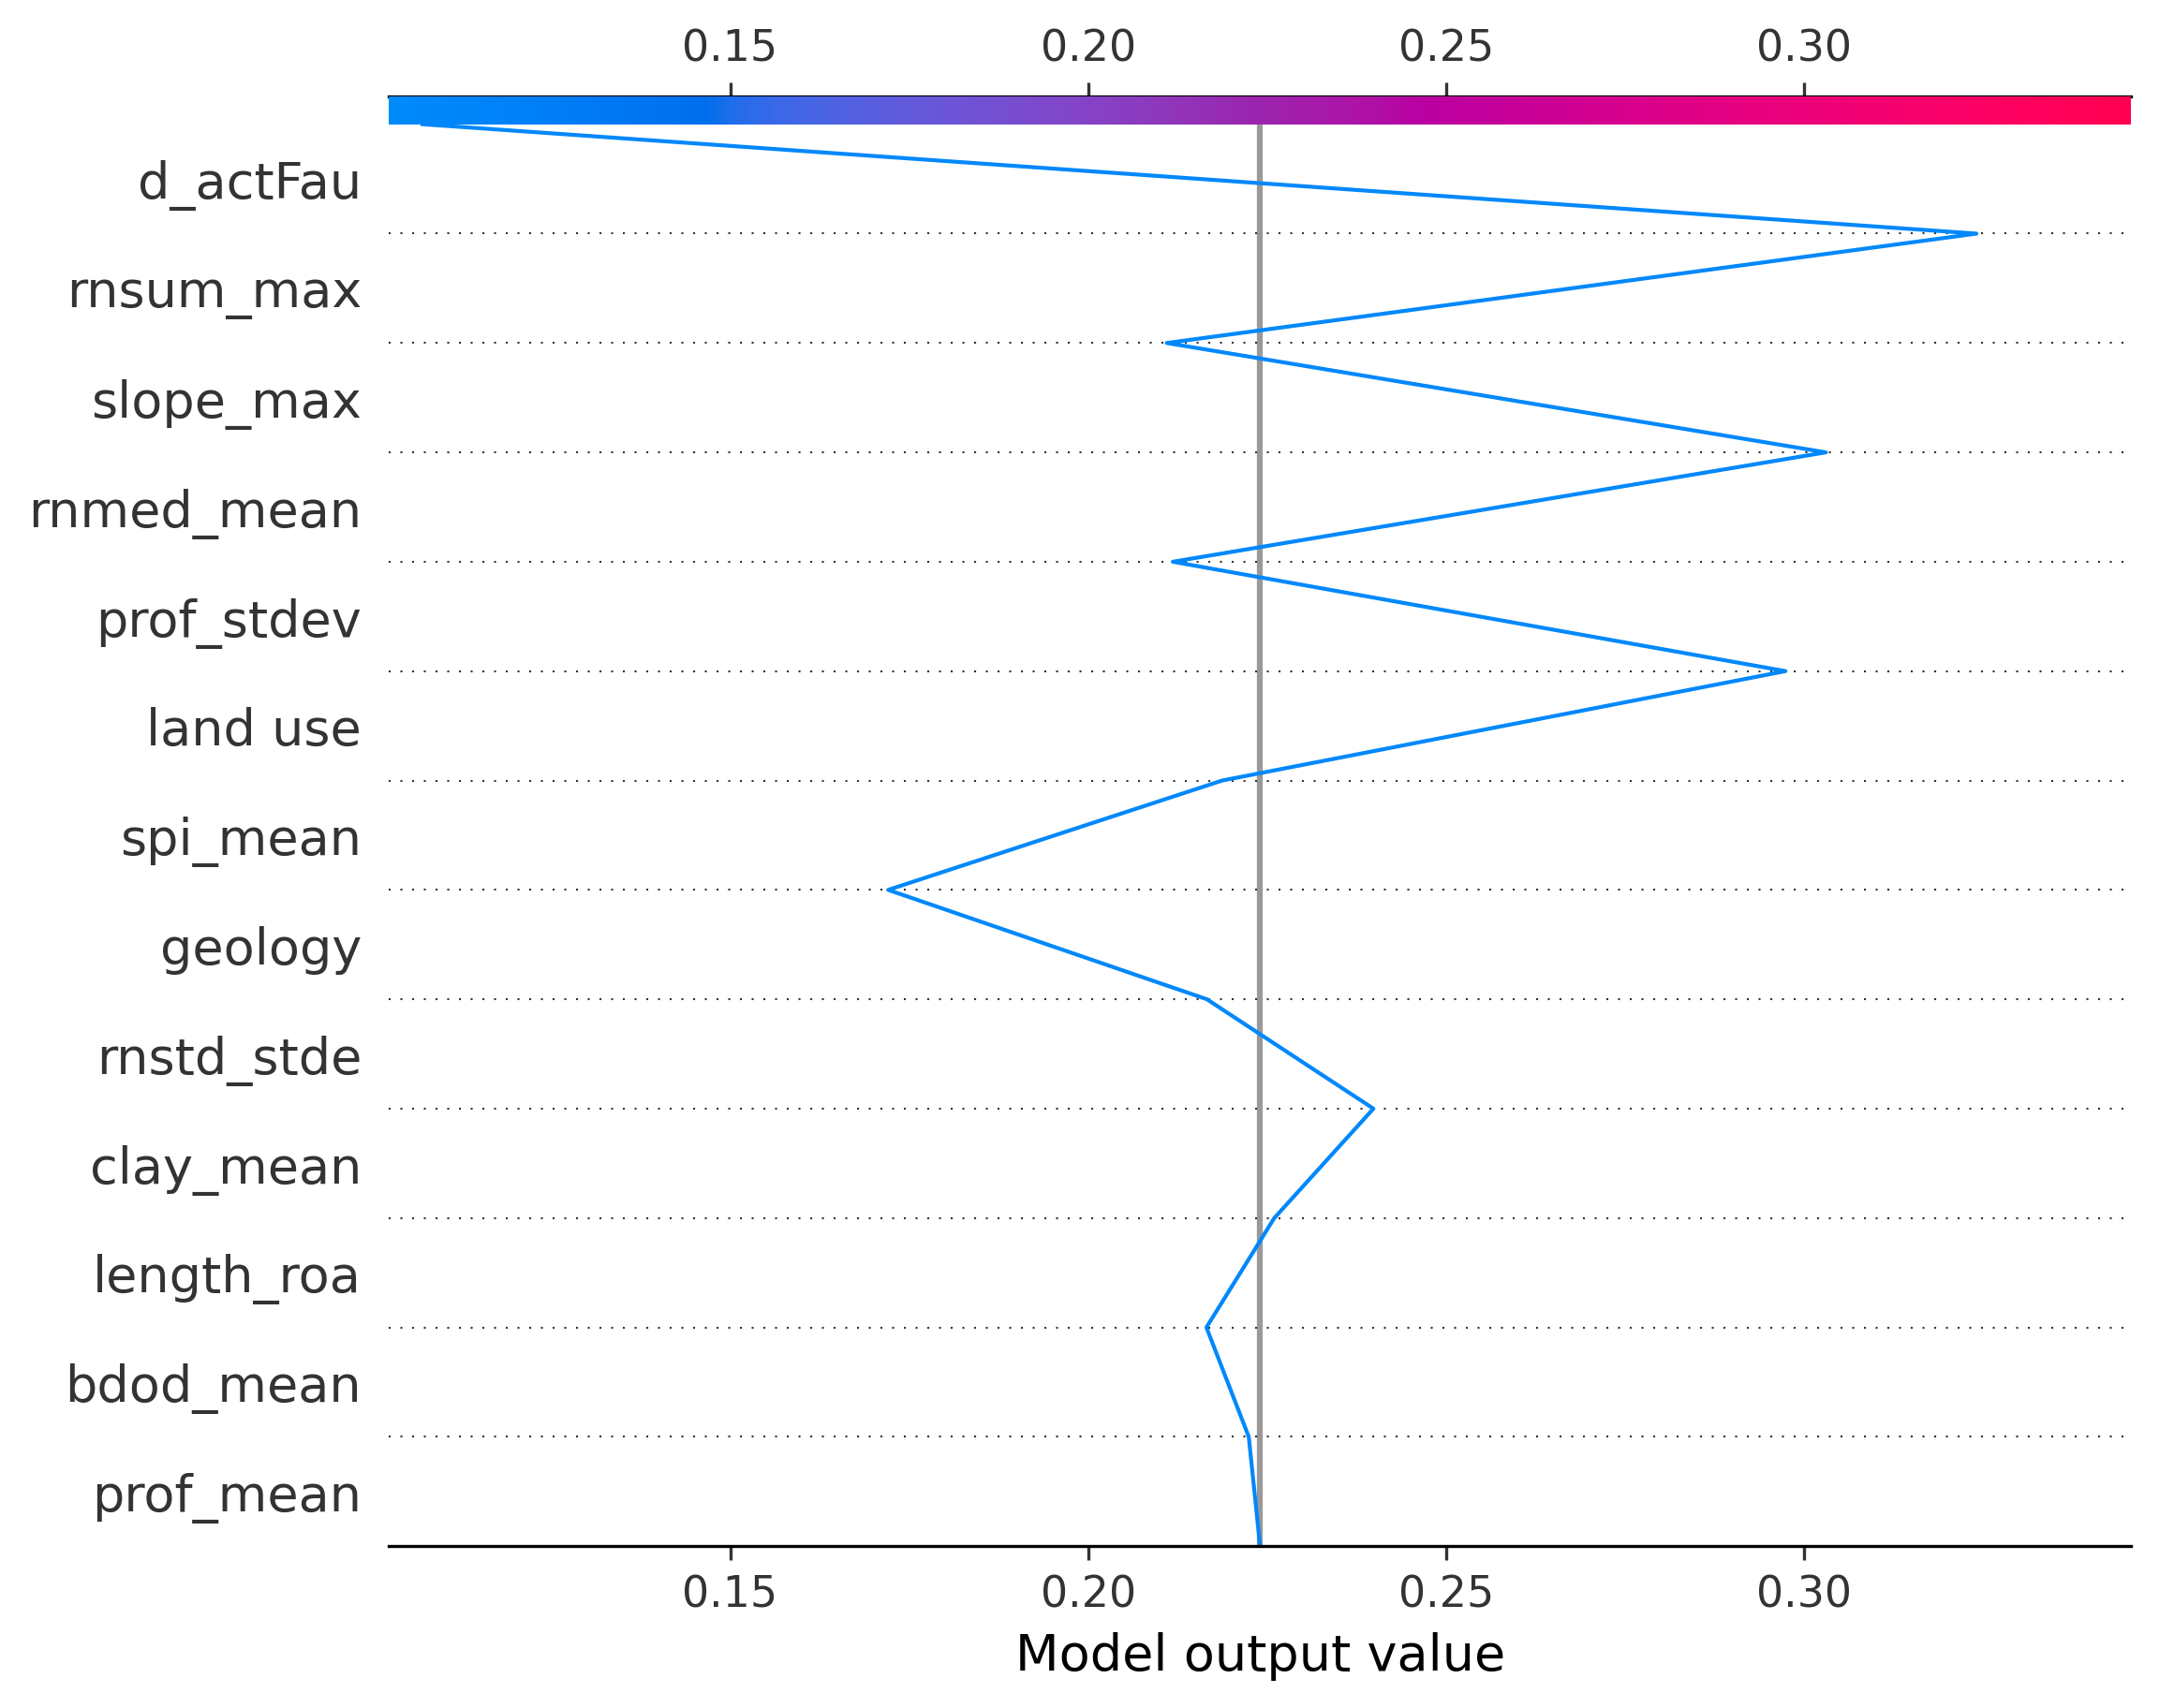 0.15 0.20 0.25 0.30
d_actFau
rnsum_max
slope_max
rnmed_mean
prof_stdev
land use
spi_mean
geology
rnstd_stde
clay_mean
length_roa
bdod_mean
prof_mean
0.15 0.20 0.25 0.30
Model output value